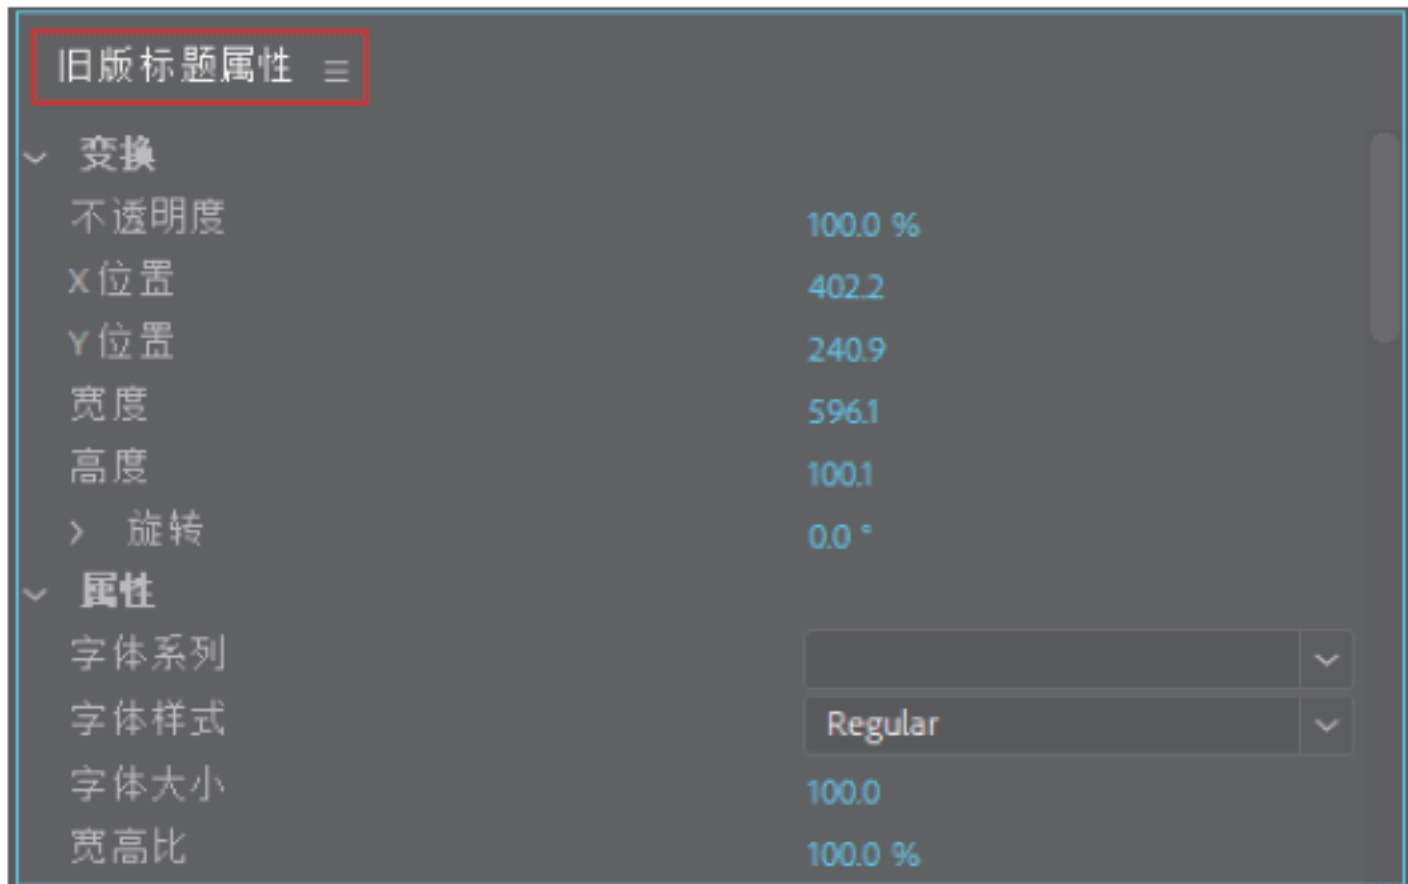 旧版标题属性
变换
不透明度 100.0 %
X位置 402.2
Y位置 240.9
宽度 596.1
高度 100.1
旋转 0.0 °
属性
字体系列
字体样式 Regular
字体大小 100.0
宽高比 100.0 %